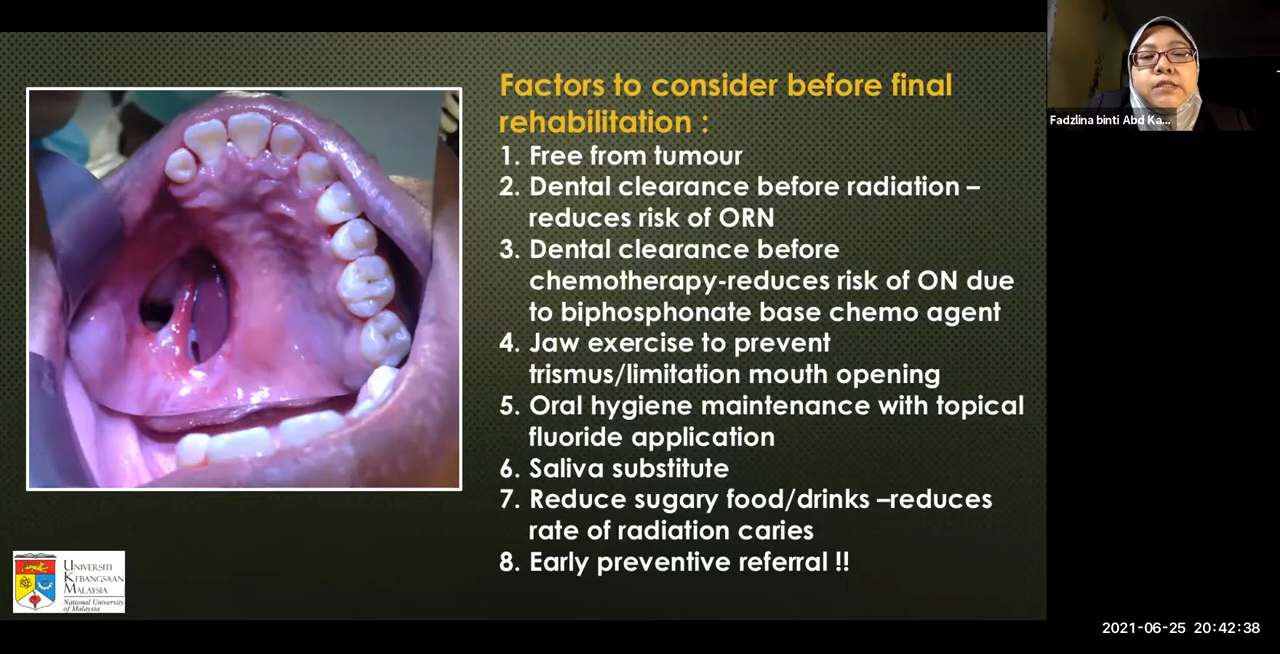 Factors to consider before final
rehabilitation :
1. Free from tumour
2. Dental clearance before radiation –
reduces risk of ORN
3. Dental clearance before
chemotherapy-reduces risk of ON due
to biphosphonate base chemo agent
4. Jaw exercise to prevent
trismus/limitation mouth opening
5. Oral hygiene maintenance with topical
fluoride application
6. Saliva substitute
7. Reduce sugary food/drinks –reduces
rate of radiation caries
8. Early preventive referral !!
Fadzlina binti Abd Ka...
UNIVERSITI
KEBANGSAAN
MALAYSIA
National University
of Malaysia
2021-06-25 20:42:38